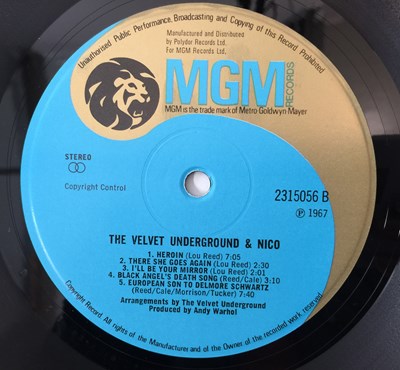 Unauthorised Public Performance, Broadcasting and Copying of this Record Prohibited
Manufactured and Distributed
by Polydor Records Ltd.
For MGM Records Ltd.
MGM
RECORDS
MGM is the trade mark of Metro Goldwyn Mayer
STEREO
Copyright Control
2315056 B
Ⓟ 1967
THE VELVET UNDERGROUND & NICO
1. HEROIN (Lou Reed) 7:05
2. THERE SHE GOES AGAIN (Lou Reed) 2:30
3. I'LL BE YOUR MIRROR (Lou Reed) 2:01
4. BLACK ANGEL'S DEATH SONG (Reed/Cale) 3:10
5. EUROPEAN SON TO DELMORE SCHWARTZ
(Reed/Cale/Morrison/Tucker) 7:40
Arrangements by The Velvet Underground
Produced by Andy Warhol
Copyright Record. All rights of the Manufacturer and of the Owner of the recorded work reserved.